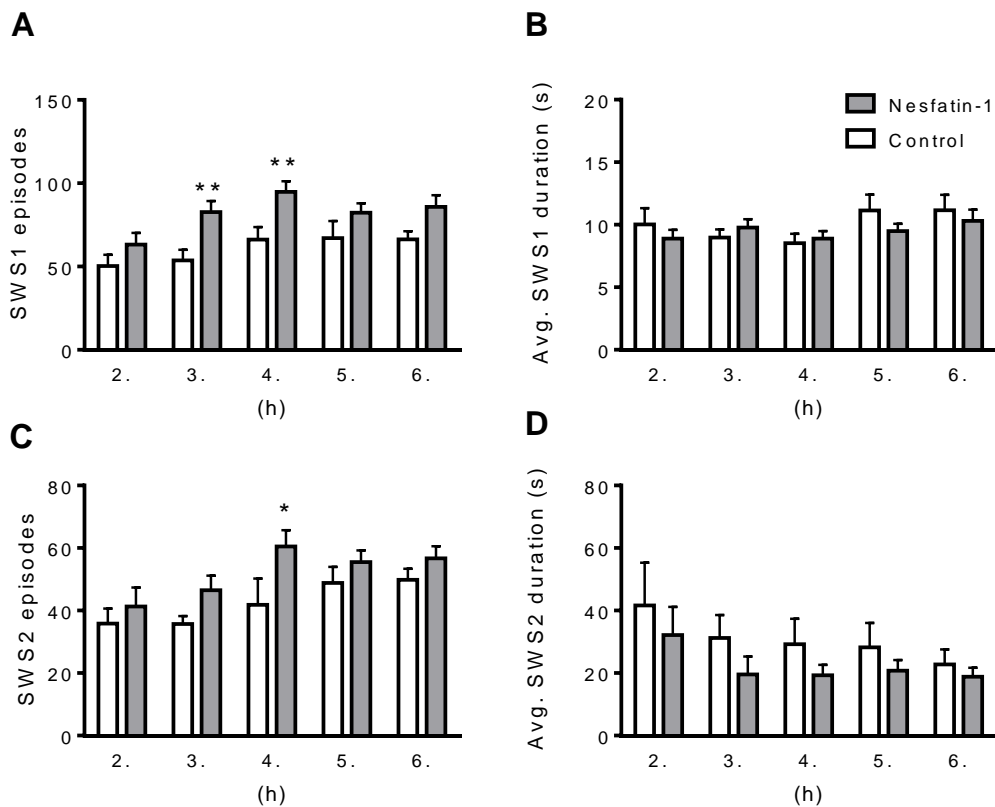 A
SWS1 episodes
150
100
50
0
** **
2. 3. 4. 5. 6.
(h)
B
Avg. SWS1 duration (s)
20
15
10
5
0
Nesfatin-1
Control
2. 3. 4. 5. 6.
(h)
C
SWS2 episodes
80
60
40
20
0
*
2. 3. 4. 5. 6.
(h)
D
Avg. SWS2 duration (s)
80
60
40
20
0
2. 3. 4. 5. 6.
(h)